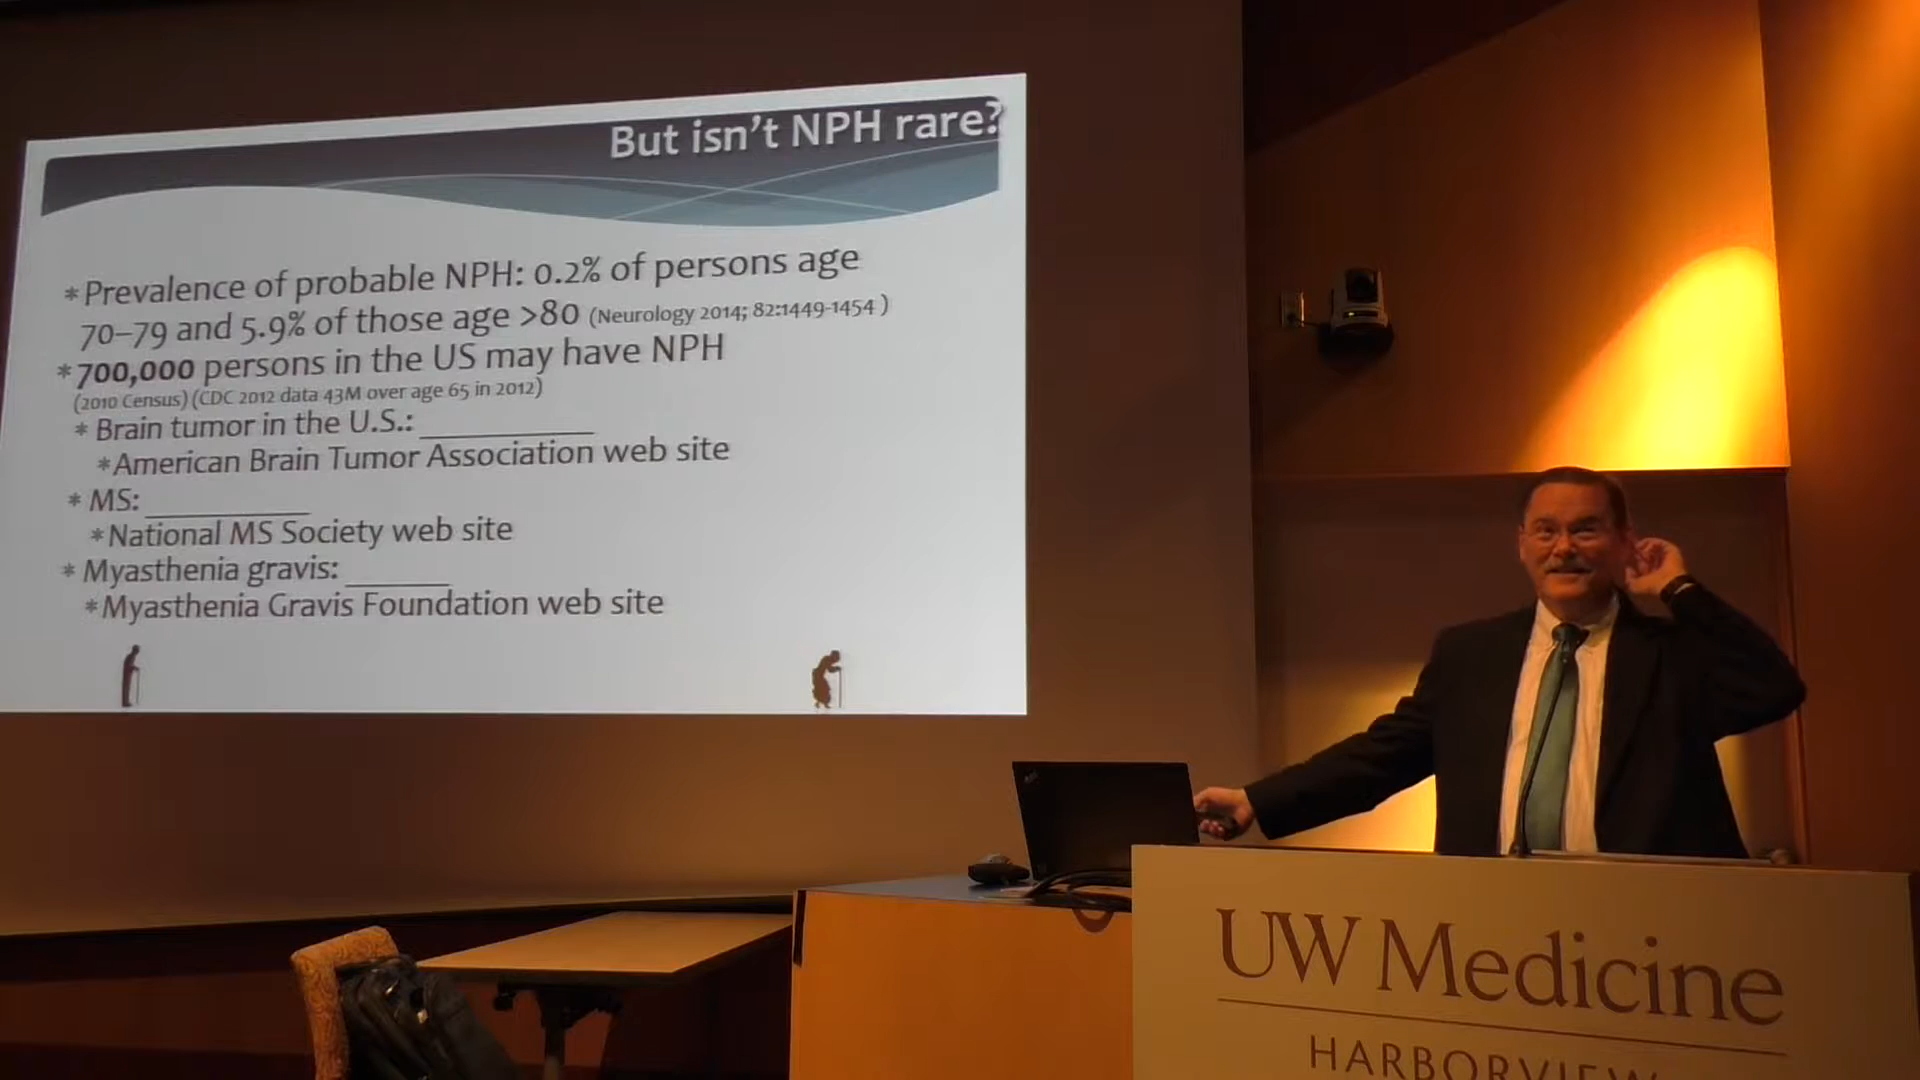 But isn't NPH rare?
* Prevalence of probable NPH: 0.2% of persons age
70–79 and 5.9% of those age >80 (Neurology 2014; 82:1449-1454 )
* 700,000 persons in the US may have NPH
(2010 Census) (CDC 2012 data 43M over age 65 in 2012)
* Brain tumor in the U.S.: __________
* American Brain Tumor Association web site
* MS: __________
* National MS Society web site
* Myasthenia gravis: ______
* Myasthenia Gravis Foundation web site
UW Medicine
HARBORVIEW